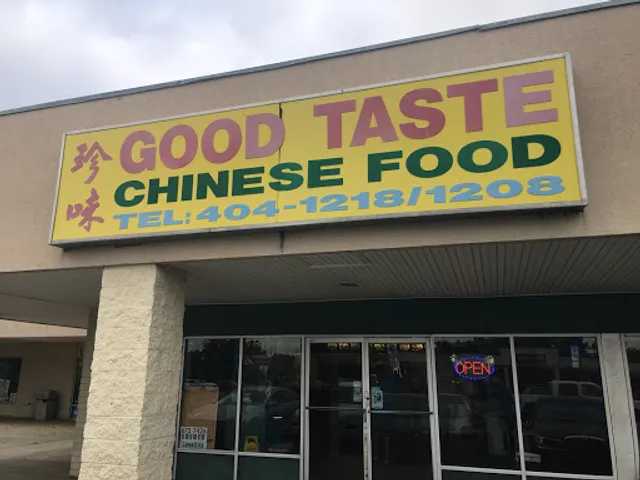 珍味
GOOD TASTE
CHINESE FOOD
TEL: 404-1218/1208
OPEN